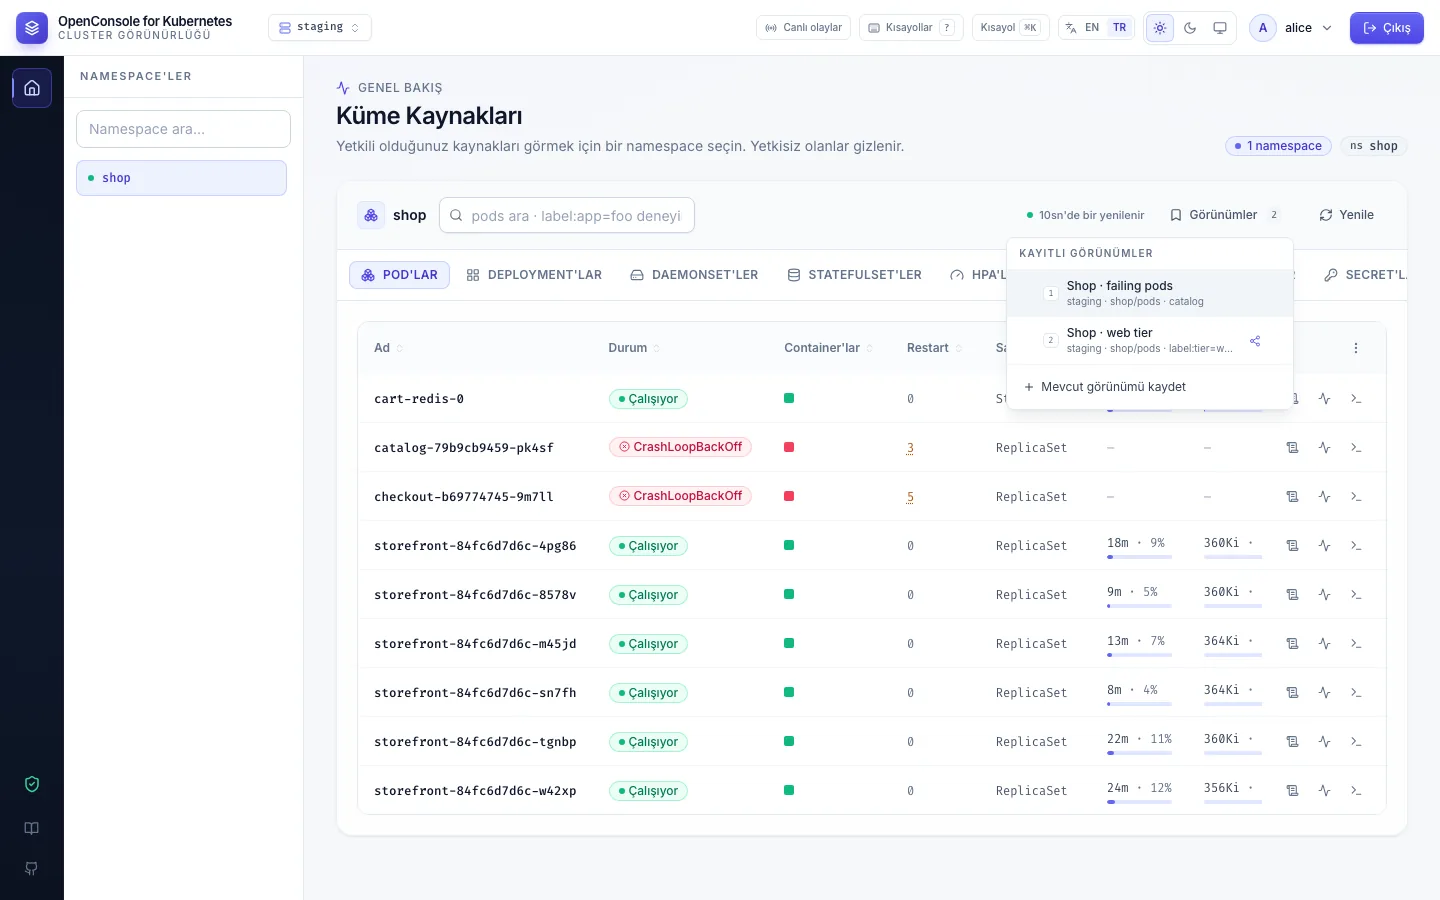 OpenConsole for Kubernetes
CLUSTER GÖRÜNÜRLÜĞÜ
staging
Canlı olaylar
Kısayollar ?
Kısayol ⌘K
EN TR
A alice
Çıkış
NAMESPACE'LER
Namespace ara...
shop
GENEL BAKIŞ
Küme Kaynakları
Yetkili olduğunuz kaynakları görmek için bir namespace seçin. Yetkisiz olanlar gizlenir.
1 namespace
ns shop
shop
pods ara · label:app=foo deneyi
10sn'de bir yenilenir
Görünümler 2
Yenile
POD'LAR
DEPLOYMENT'LAR
DAEMONSET'LER
STATEFULSET'LER
HPA'L
SECRET'L
KAYITLI GÖRÜNÜMLER
1 Shop · failing pods
staging · shop/pods · catalog
2 Shop · web tier
staging · shop/pods · label:tier=w...
+ Mevcut görünümü kaydet
Ad Durum Container'lar Restart
cart-redis-0 Çalışıyor 0
catalog-79b9cb9459-pk4sf CrashLoopBackOff 3 ReplicaSet — —
checkout-b69774745-9m7ll CrashLoopBackOff 5 ReplicaSet — —
storefront-84fc6d7d6c-4pg86 Çalışıyor 0 ReplicaSet 18m · 9% 360Ki ·
storefront-84fc6d7d6c-8578v Çalışıyor 0 ReplicaSet 9m · 5% 360Ki ·
storefront-84fc6d7d6c-m45jd Çalışıyor 0 ReplicaSet 13m · 7% 364Ki ·
storefront-84fc6d7d6c-sn7fh Çalışıyor 0 ReplicaSet 8m · 4% 364Ki ·
storefront-84fc6d7d6c-tgnbp Çalışıyor 0 ReplicaSet 22m · 11% 360Ki ·
storefront-84fc6d7d6c-w42xp Çalışıyor 0 ReplicaSet 24m · 12% 356Ki ·